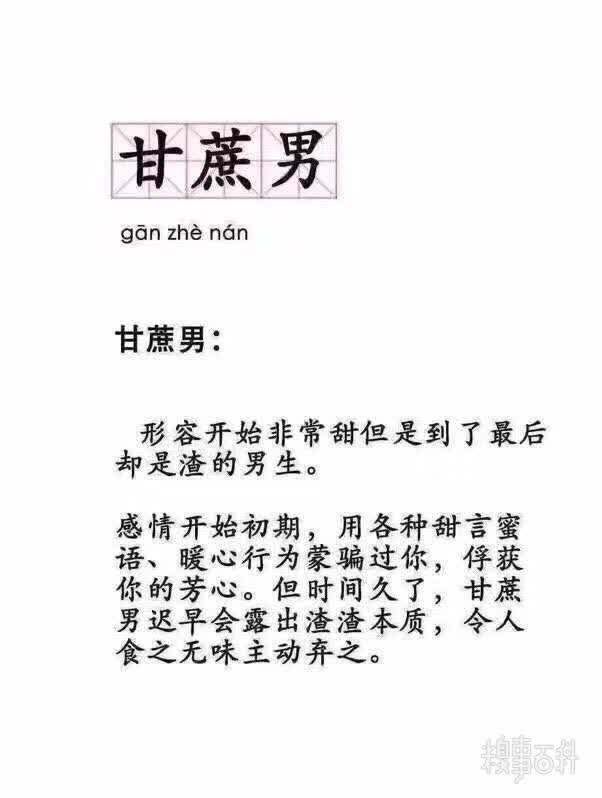 甘蔗男
gān zhè nán
甘蔗男：
形容开始非常甜但是到了最后
却是渣的男生。
感情开始初期，用各种甜言蜜
语、暖心行为蒙骗过你，俘获
你的芳心。但时间久了，甘蔗
男迟早会露出渣渣本质，令人
食之无味主动弃之。
糗事百科